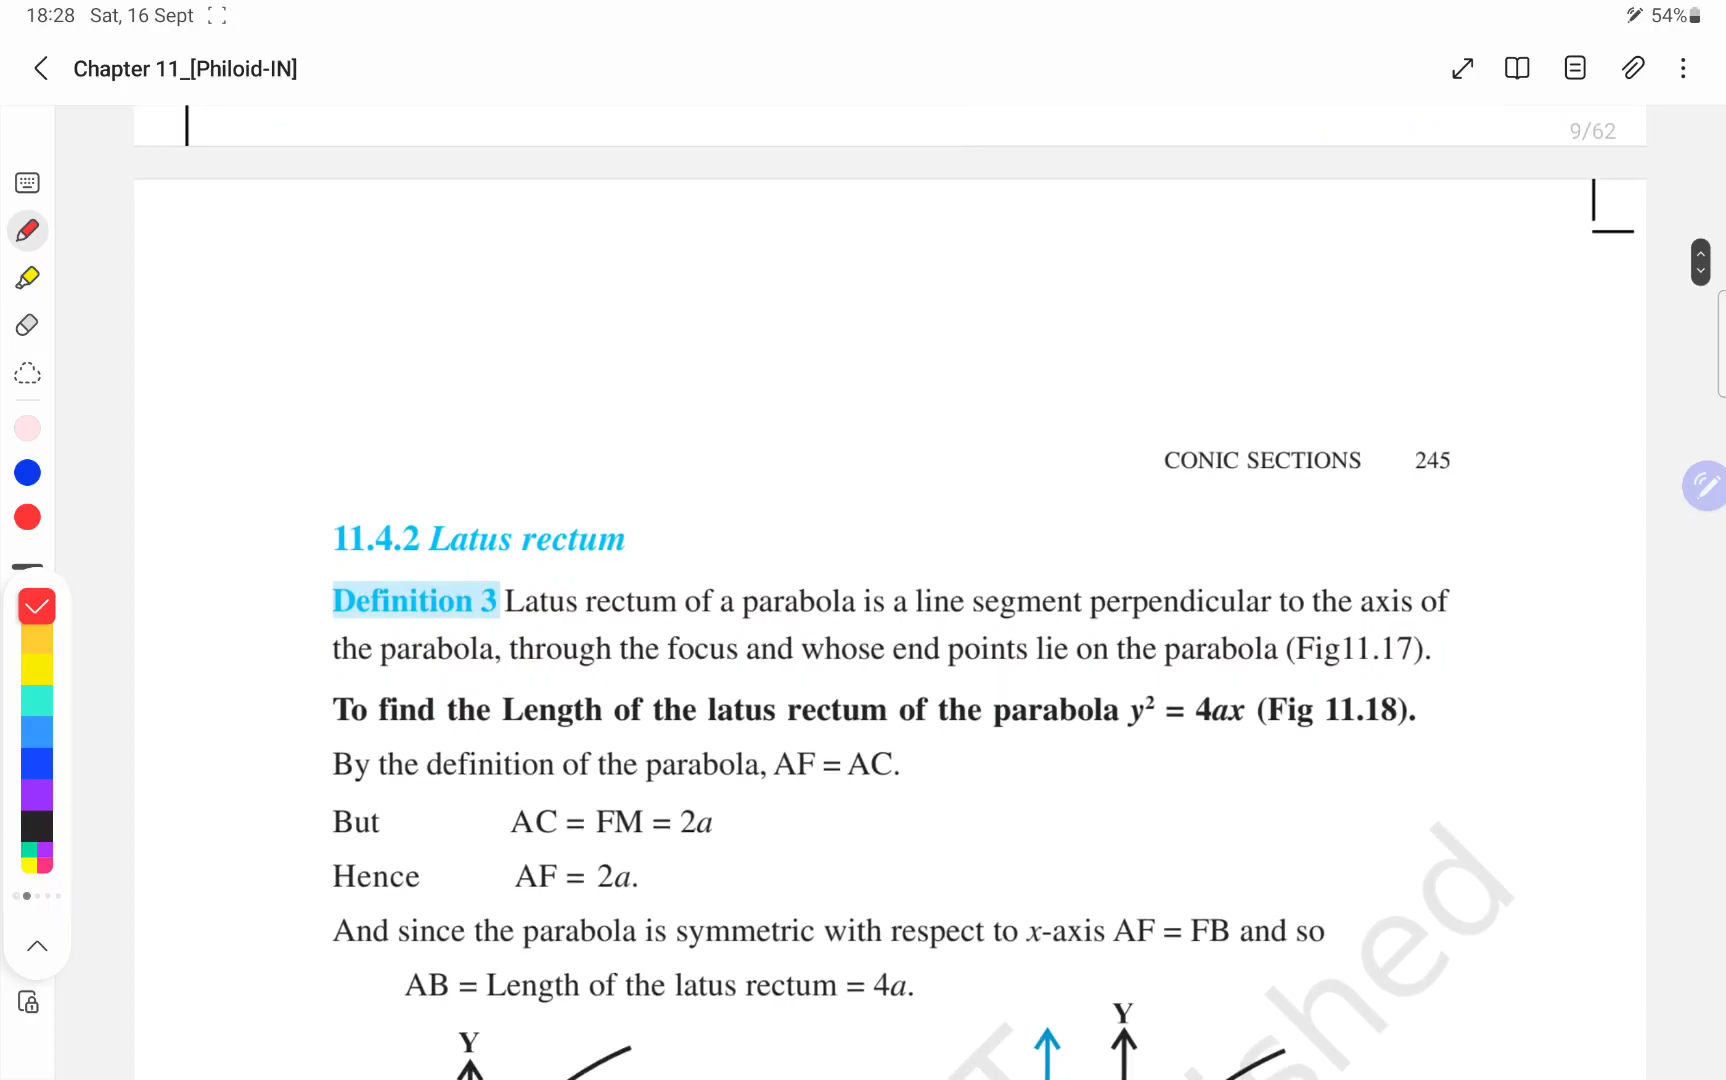 18:28 Sat, 16 Sept 54%
Chapter 11_[Philoid-IN]
9/62
CONIC SECTIONS 245
11.4.2 Latus rectum
Definition 3 Latus rectum of a parabola is a line segment perpendicular to the axis of
the parabola, through the focus and whose end points lie on the parabola (Fig11.17).
To find the Length of the latus rectum of the parabola y² = 4ax (Fig 11.18).
By the definition of the parabola, AF = AC.
But AC = FM = 2a
Hence AF = 2a.
And since the parabola is symmetric with respect to x-axis AF = FB and so
AB = Length of the latus rectum = 4a.
Y
Y